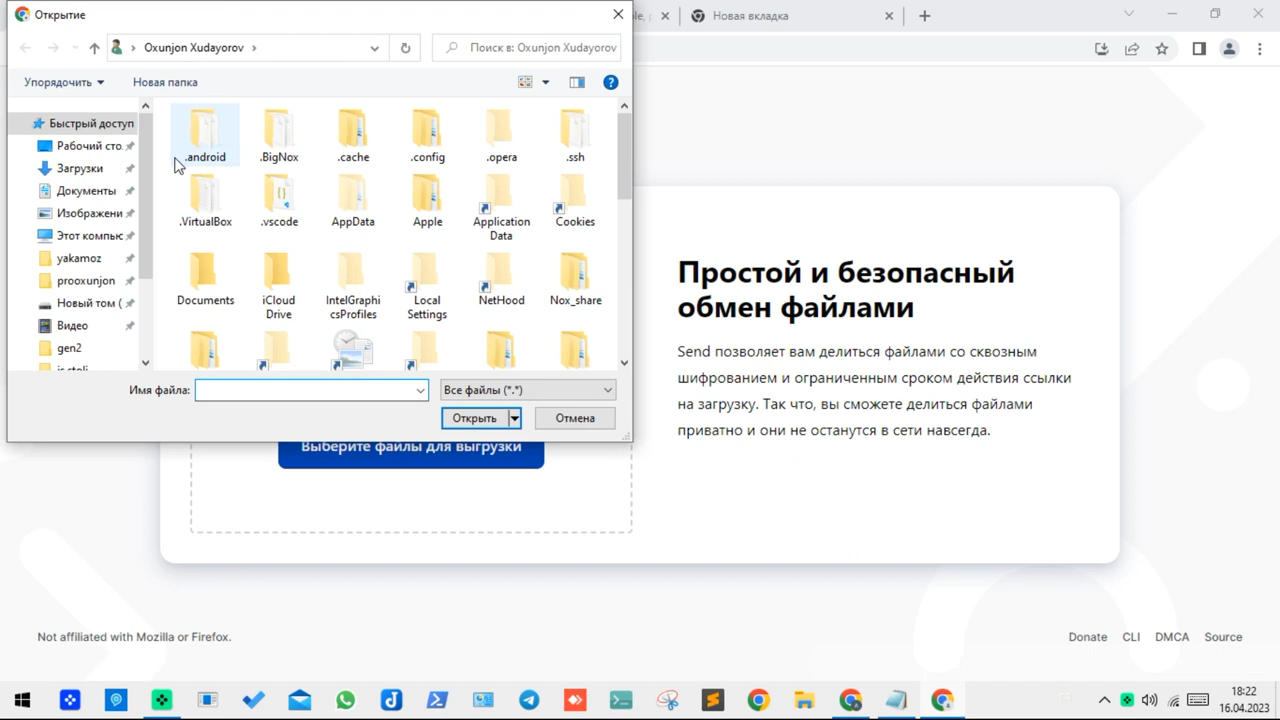 Открытие
le,
Новая вкладка
Oxunjon Xudayorov
Поиск в: Oxunjon Xudayorov
Упорядочить
Новая папка
Быстрый доступ
Рабочий сто.
Загрузки
Документы
Изображени
Этот компьк
yakamoz
prooxunjon
Новый том (
Видео
gen2
.android
.BigNox
.cache
.config
.opera
.ssh
.VirtualBox
.vscode
AppData
Apple
Application
Data
Cookies
Documents
iCloud
Drive
IntelGraphi
csProfiles
Local
Settings
NetHood
Nox_share
Имя файла:
Все файлы (*.*)
Открыть
Отмена
Выберите файлы для выгрузки
Простой и безопасный
обмен файлами
Send позволяет вам делиться файлами со сквозным
шифрованием и ограниченным сроком действия ссылки
на загрузку. Так что, вы сможете делиться файлами
приватно и они не останутся в сети навсегда.
Not affiliated with Mozilla or Firefox.
Donate
CLI
DMCA
Source
18:22
16.04.2023